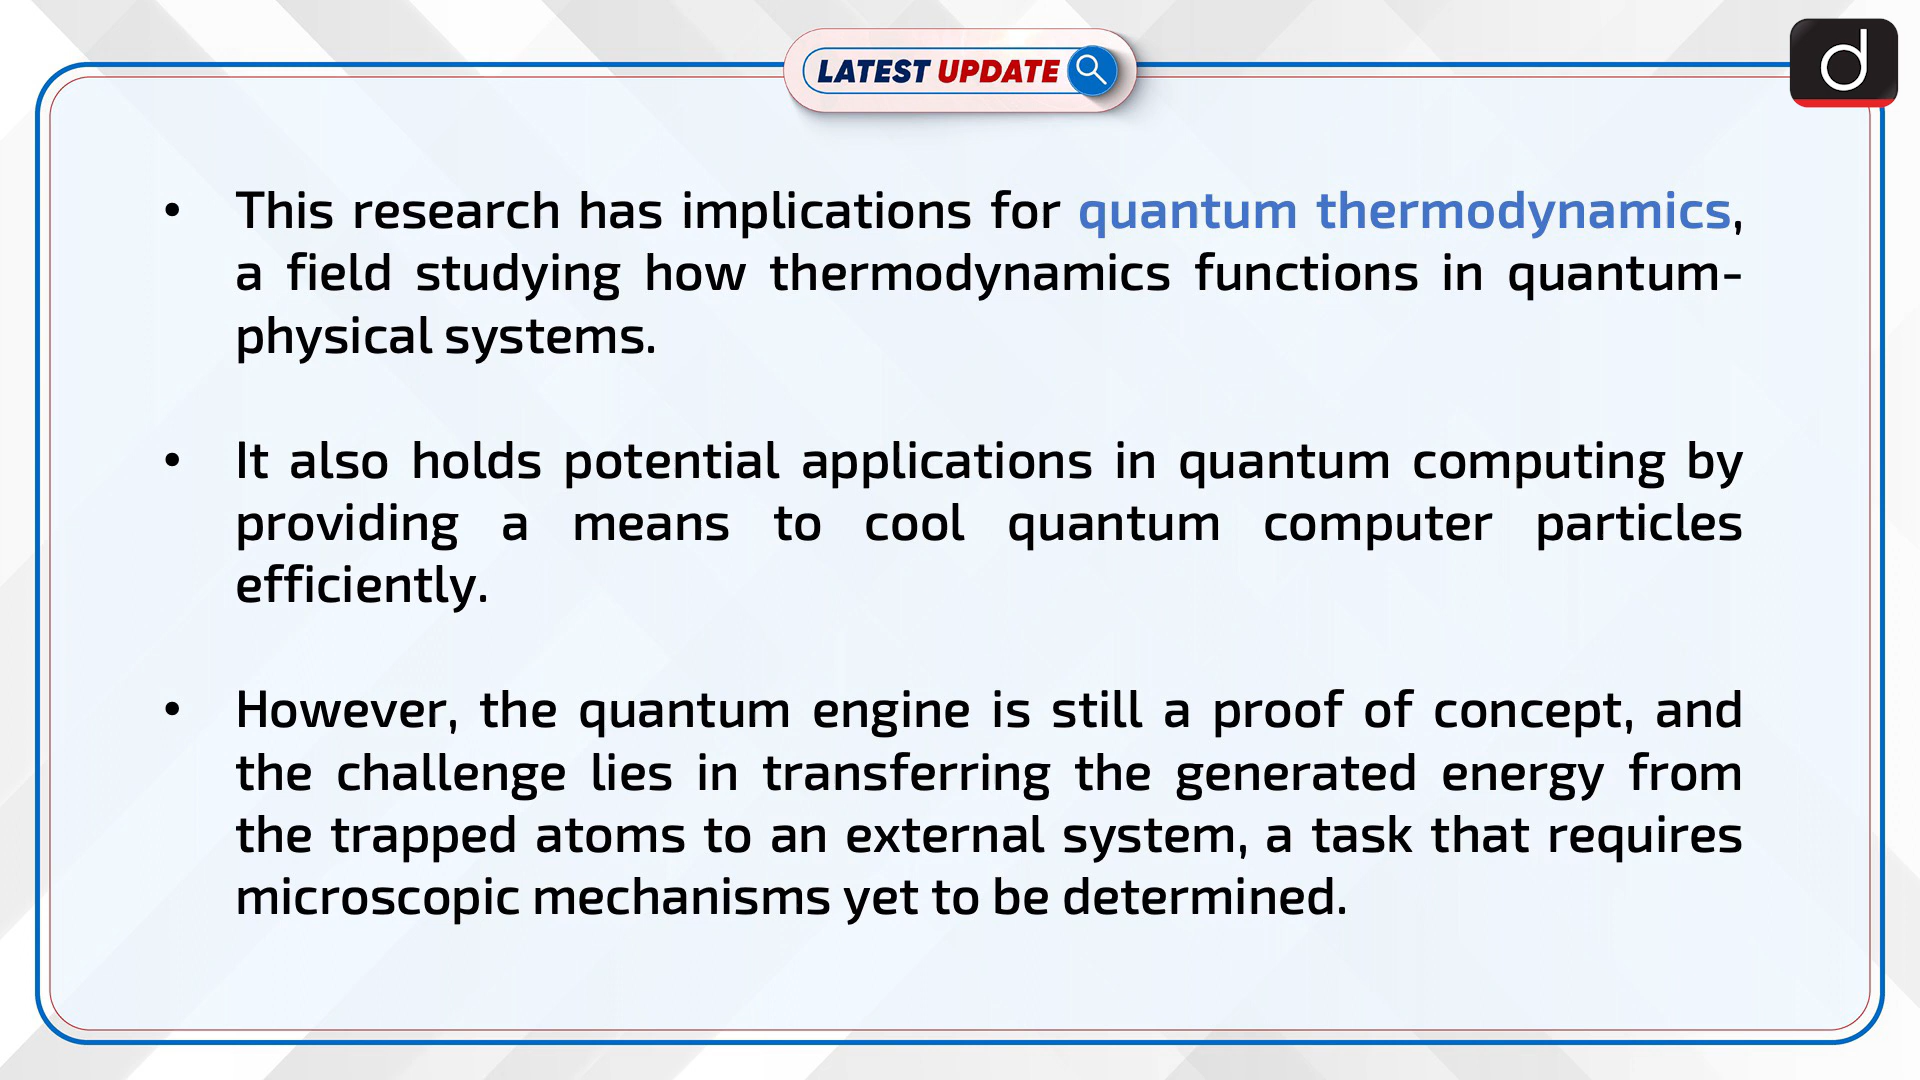 LATEST UPDATE
d
• This research has implications for quantum thermodynamics,
a field studying how thermodynamics functions in quantum-
physical systems.
• It also holds potential applications in quantum computing by
providing a means to cool quantum computer particles
efficiently.
• However, the quantum engine is still a proof of concept, and
the challenge lies in transferring the generated energy from
the trapped atoms to an external system, a task that requires
microscopic mechanisms yet to be determined.